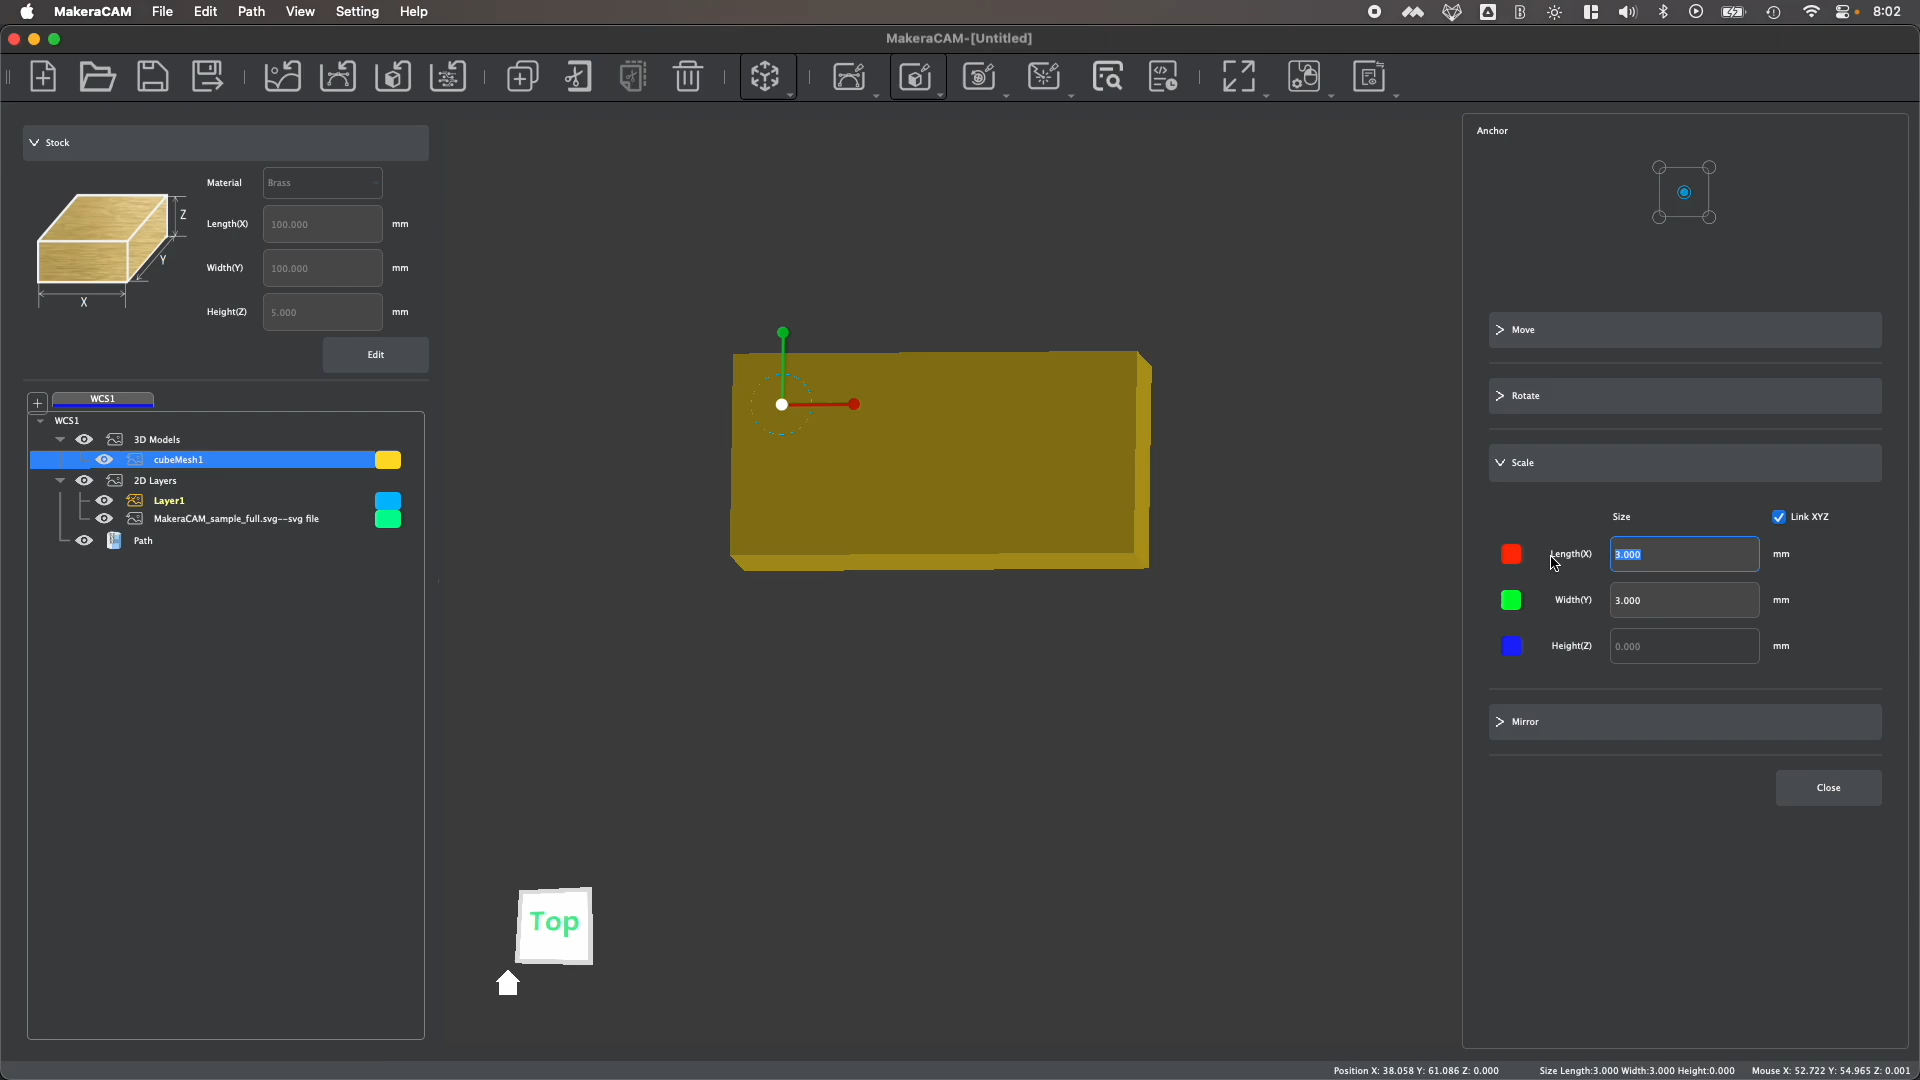 MakeraCAM File Edit Path View Setting Help 8:02
MakeraCAM-[Untitled]
Stock
Material Brass
Length(X) 100.000 mm
Width(Y) 100.000 mm
Height(Z) 5.000 mm
Z
Y
X
Edit
WCS1
WCS1
3D Models
cubeMesh1
2D Layers
Layer1
MakeraCAM_sample_full.svg--svg file
Path
Top
Anchor
Move
Rotate
Scale
Size Link XYZ
Length(X) 3.000 mm
Width(Y) 3.000 mm
Height(Z) 0.000 mm
Mirror
Close
Position X: 38.058 Y: 61.086 Z: 0.000 Size Length:3.000 Width:3.000 Height:0.000 Mouse X: 52.722 Y: 54.965 Z: 0.001